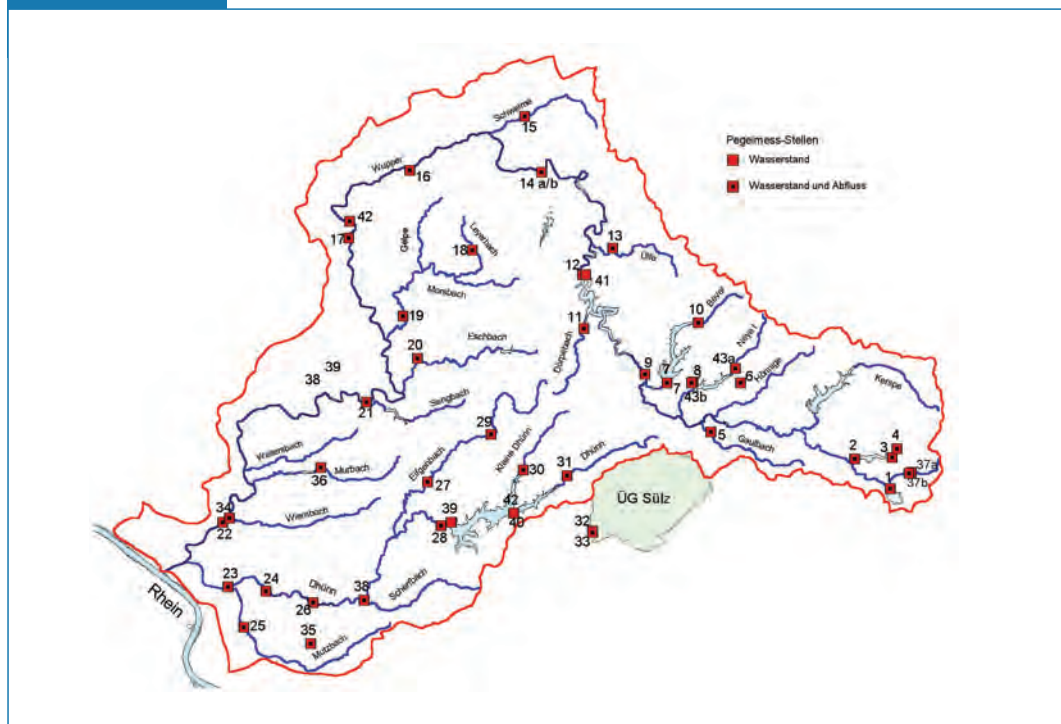 Schwelme
15
Pegelmess-Stellen
Wasserstand
Wasserstand und Abfluss
Wupper
16
14 a/b
42
17
Gelpe
Leyerbach
18
13
Ülfe
12
41
Morsbach
10
Bever
19
11
Neye
Eschbach
20
Dörpebach
9
7
7
8
43a
43b
6
Hönnige
Kerspe
39
38
21
Sengbach
29
5
Gaulbach
4
2
3
Weltersbach
Kleine Dhünn
Dhünn
Eifgenbach
37a
37b
1
Murbach
36
30
31
27
ÜG Sülz
34
22
Wiembach
39
28
42
40
32
33
Rhein
23
24
Dhünn
26
38
Scherfbach
25
35
Mutzbach